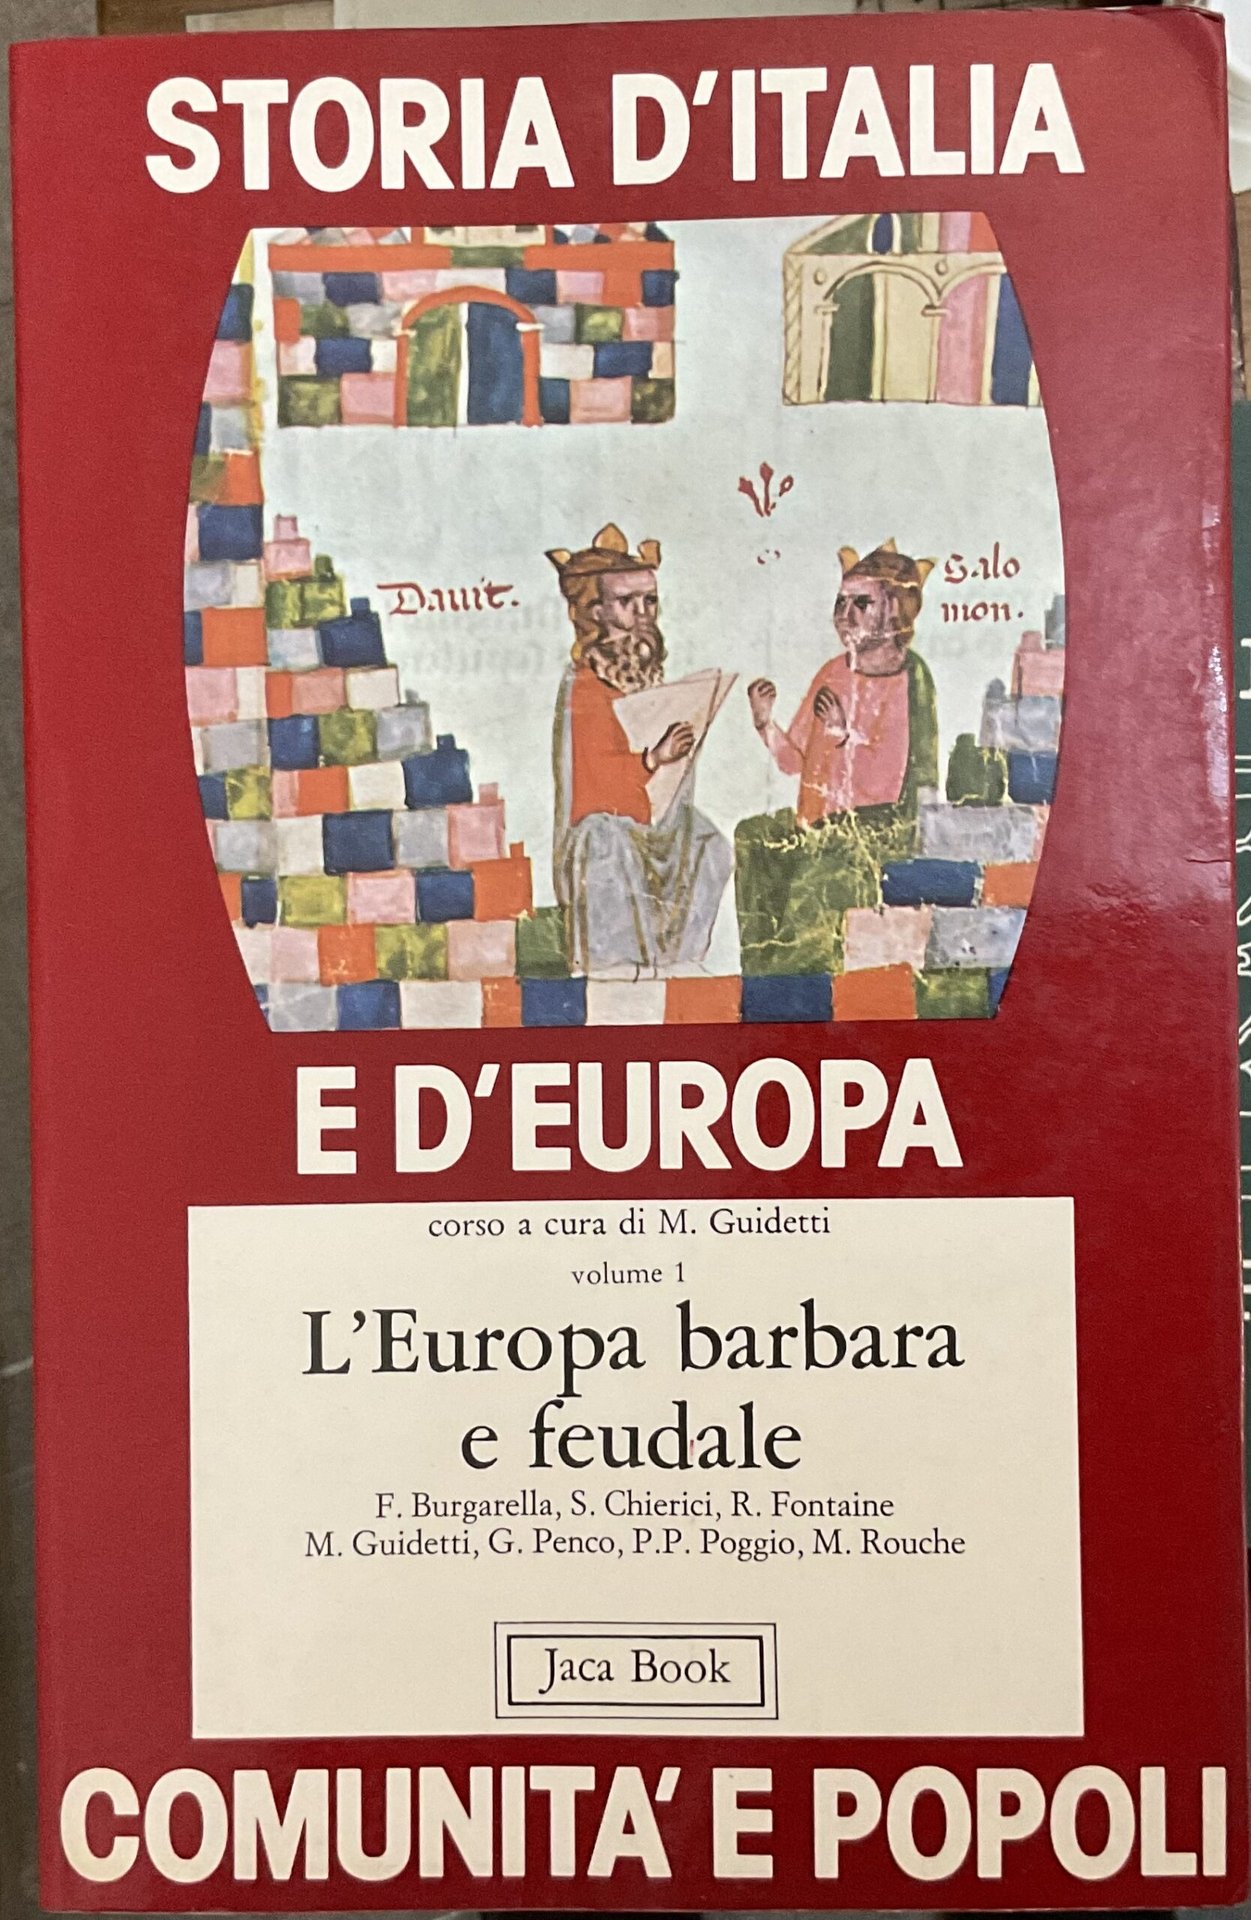 STORIA D'ITALIA
Dauit.
Salo
mon.
E D'EUROPA
corso a cura di M. Guidetti
volume 1
L'Europa barbara
e feudale
F. Burgarella, S. Chierici, R. Fontaine
M. Guidetti, G. Penco, P.P. Poggio, M. Rouche
Jaca Book
COMUNITA' E POPOLI